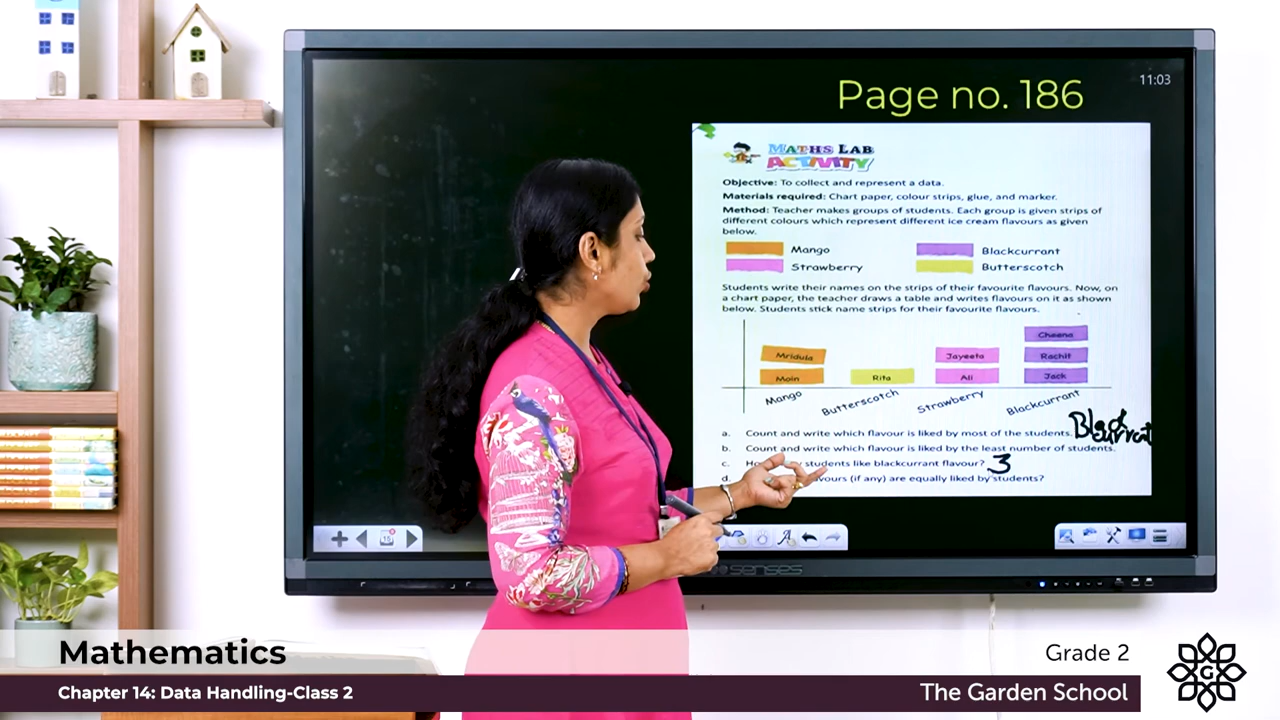 Page no. 186
11:03
MATHS LAB
ACTIVITY
Objective: To collect and represent a data.
Materials required: Chart paper, colour strips, glue, and marker.
Method: Teacher makes groups of students. Each group is given strips of
different colours which represent different ice cream flavours as given
below.
Mango Blackcurrant
Strawberry Butterscotch
Students write their names on the strips of their favourite flavours. Now, on
a chart paper, the teacher draws a table and writes flavours on it as shown
below. Students stick name strips for their favourite flavours.
Cheena
Mridula Jayeeta Rachit
Moin Rita Ali Jack
Mango Butterscotch Strawberry Blackcurrant
a. Count and write which flavour is liked by most of the students. Black
currant
b. Count and write which flavour is liked by the least number of students.
c. students like blackcurrant flavour? 3
d. (if any) are equally liked by students?
15
senses
Mathematics
Grade 2
Chapter 14: Data Handling-Class 2
The Garden School
G